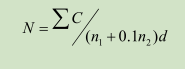 N = ∑C/(n₁ + 0.1n₂)d